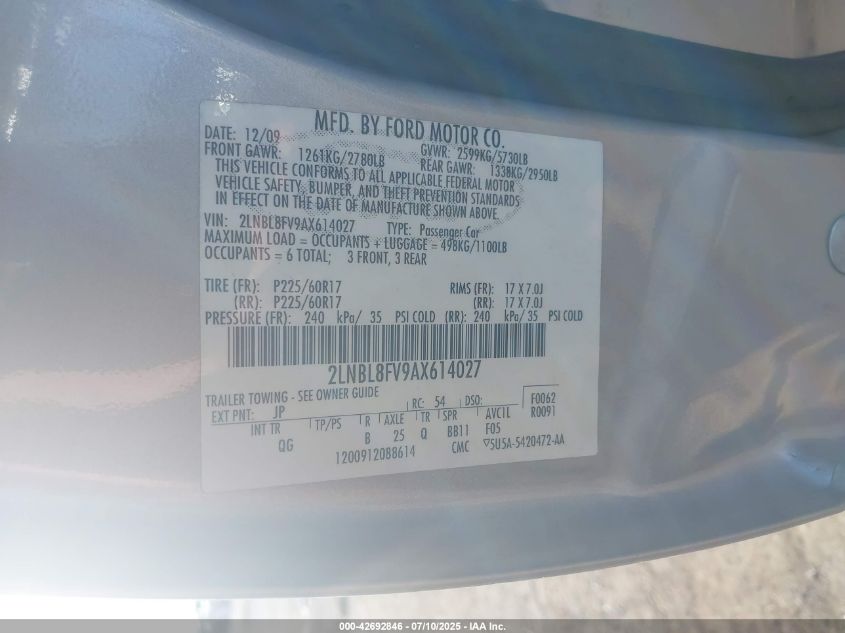 MFD. BY FORD MOTOR CO.
DATE: 12/09 GVWR: 2599KG/5730LB
FRONT GAWR: 1261KG/2780LB REAR GAWR: 1338KG/2950LB
THIS VEHICLE CONFORMS TO ALL APPLICABLE FEDERAL MOTOR
VEHICLE SAFETY, BUMPER, AND THEFT PREVENTION STANDARDS
IN EFFECT ON THE DATE OF MANUFACTURE SHOWN ABOVE.
VIN: 2LNBL8FV9AX614027 TYPE: Passenger Car
MAXIMUM LOAD = OCCUPANTS + LUGGAGE = 498KG/1100LB
OCCUPANTS = 6 TOTAL; 3 FRONT, 3 REAR
TIRE (FR): P225/60R17 RIMS (FR): 17 X 7.0J
(RR): P225/60R17 (RR): 17 X 7.0J
PRESSURE (FR): 240 kPa/ 35 PSI COLD (RR): 240 kPa/ 35 PSI COLD
2LNBL8FV9AX614027
TRAILER TOWING - SEE OWNER GUIDE
EXT PNT: JP RC: 54 DSO: F0062
R0091
INT TR TP/PS R AXLE TR SPR AVCIL
QG B 25 Q BB11 F05
1200912088614 CMC ▽5U5A-5420472-AA
000-42692846 - 07/10/2025 - IAA Inc.